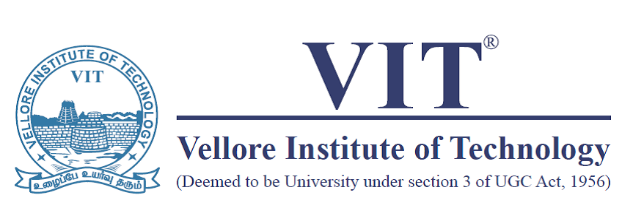 VELLORE INSTITUTE OF TECHNOLOGY
VIT
உழைப்பே உயர்வு தரும்
VIT®
Vellore Institute of Technology
(Deemed to be University under section 3 of UGC Act, 1956)